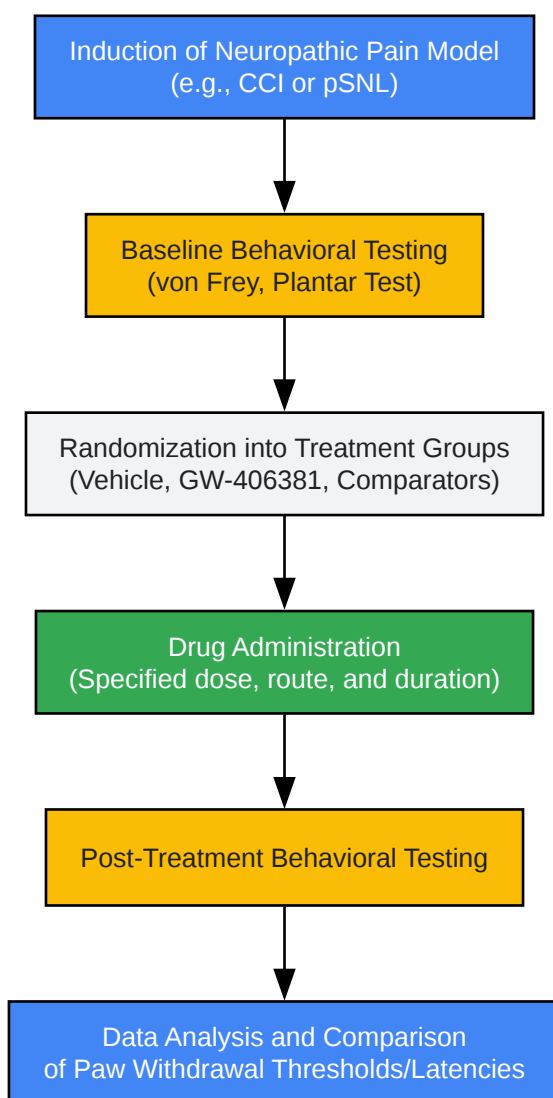 Induction of Neuropathic Pain Model
(e.g., CCI or pSNL)
Baseline Behavioral Testing
(von Frey, Plantar Test)
Randomization into Treatment Groups
(Vehicle, GW-406381, Comparators)
Drug Administration
(Specified dose, route, and duration)
Post-Treatment Behavioral Testing
Data Analysis and Comparison
of Paw Withdrawal Thresholds/Latencies